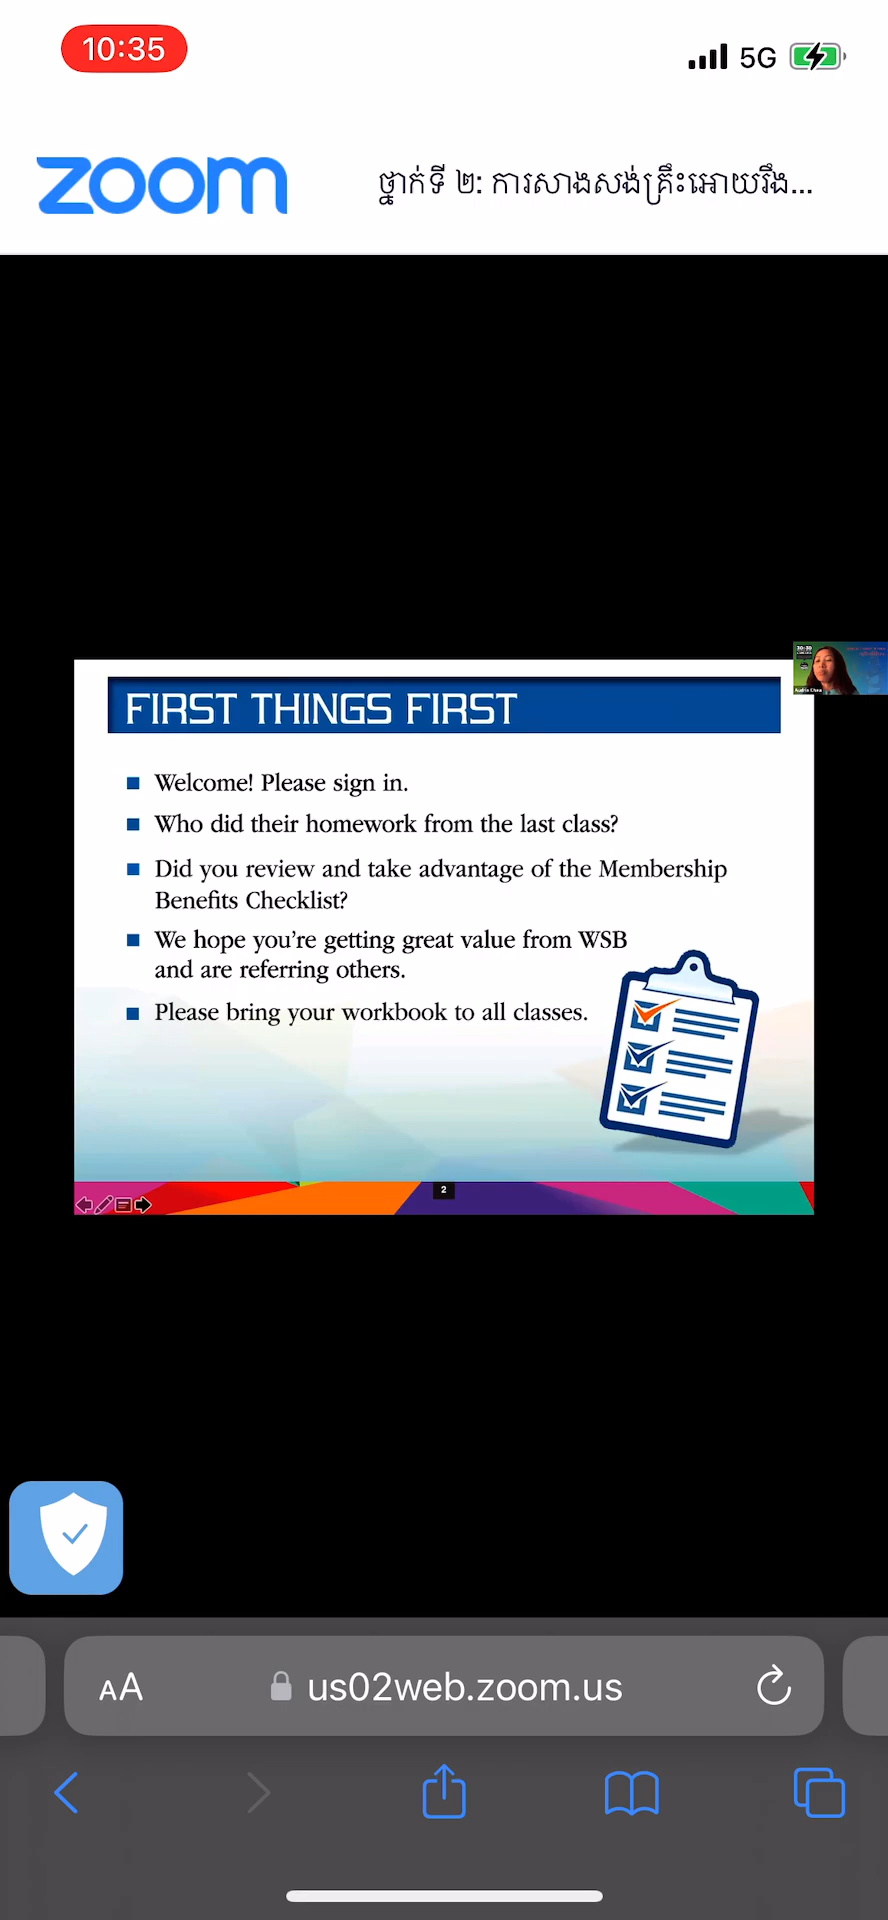 10:35
5G
zoom
ថ្នាក់ទី ២: ការសាងសង់គ្រឹះអោយរឹង...
FIRST THINGS FIRST
Welcome! Please sign in.
Who did their homework from the last class?
Did you review and take advantage of the Membership
Benefits Checklist?
We hope you’re getting great value from WSB
and are referring others.
Please bring your workbook to all classes.
2
AA
us02web.zoom.us